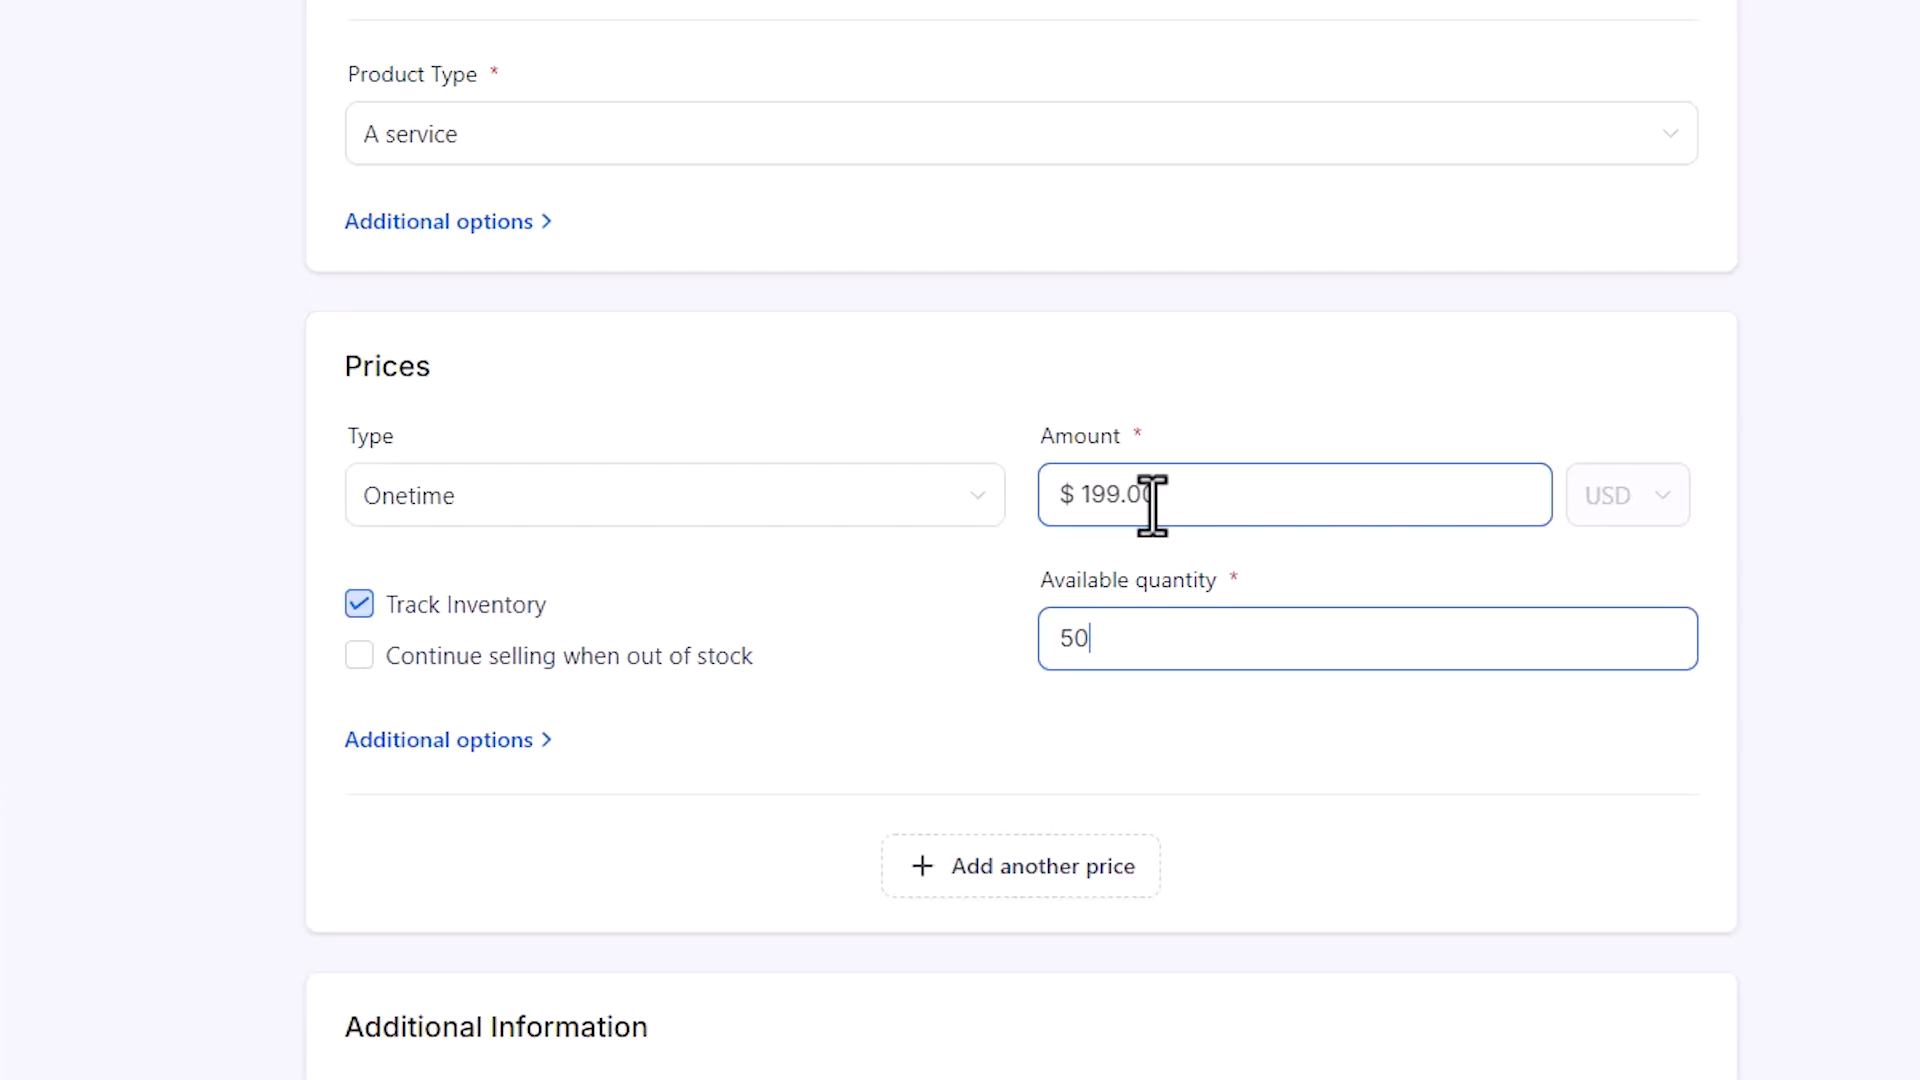 Product Type *
A service
Additional options
Prices
Type
Amount *
Onetime
$ 199.00
USD
Available quantity *
Track Inventory
50
Continue selling when out of stock
Additional options
Add another price
Additional Information